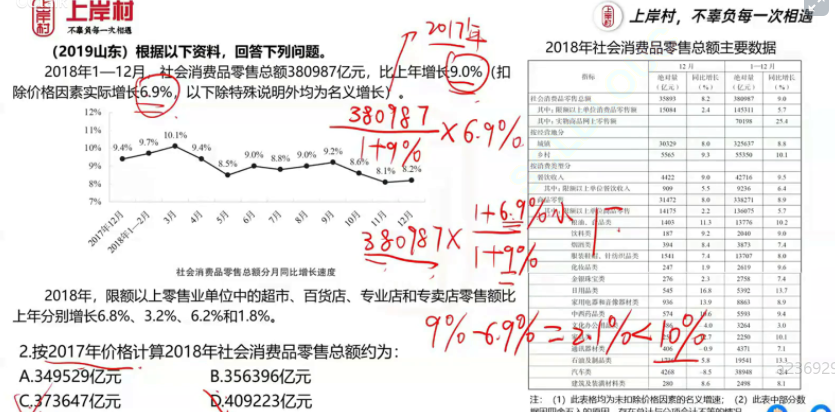 上岸村
不辜负每一次相遇
上岸村，不辜负每一次相遇
（2019山东）根据以下资料，回答下列问题。
2017年
2018年1—12月，社会消费品零售总额380987亿元，比上年增长9.0%（扣
除价格因素实际增长6.9%，以下除特殊说明外均为名义增长）。
12%
11%
10%
9%
8%
7%
9.4%
9.7%
10.1%
9.4%
8.5%
9.0%
8.8%
9.0%
9.2%
8.6%
8.1%
8.2%
2017年12月
2018年1—2月
3月
4月
5月
6月
7月
8月
9月
10月
11月
12月
社会消费品零售总额分月同比增长速度
380987
1+9%
×6.9%
380987×
1+6.9%
1+9%
9%-6.9%=2.1%<10%
2018年，限额以上零售业单位中的超市、百货店、专业店和专卖店零售额比
上年分别增长6.8%、3.2%、6.2%和1.8%。
2.按2017年价格计算2018年社会消费品零售总额约为：
A.349529亿元 B.356396亿元
C.373647亿元 D.409223亿元
2018年社会消费品零售总额主要数据
指标 12月 1—12月
绝对量（亿元） 同比增长（%） 绝对量（亿元） 同比增长（%）
社会消费品零售总额 35893 8.2 380987 9.0
其中：限额以上单位消费品零售额 15084 2.4 145311 5.7
其中：实物商品网上零售额 70198 25.4
按经营地分
城镇 30329 8.0 325637 8.8
乡村 5565 9.3 55350 10.1
按消费类型分
餐饮收入 4422 9.0 42716 9.5
其中：限额以上单位餐饮收入 909 5.5 9236 6.4
商品零售 31472 8.0 338271 8.9
其中：限额以上单位商品零售 14175 2.2 136075 5.7
粮油、食品类 1403 11.3 13776 10.2
饮料类 187 9.2 2040 9.0
烟酒类 394 8.4 3873 7.4
服装鞋帽、针纺织品类 1541 7.4 13707 8.0
化妆品类 247 1.9 2619 9.6
金银珠宝类 276 2.3 2758 7.4
日用品类 545 16.8 5392 13.7
家用电器和音像器材类 936 13.9 8863 8.9
中西药品类 574 5593 9.4
文化办公用品类 -4.0 3264 3.0
2250 10.1
通讯器材类 406 -0.9 4371 7.1
石油及制品类 5.8 19541 13.3
汽车类 4268 -8.5 38948 -2.4
建筑及装潢材料类 280 8.6 2498 8.1
注：（1）此表格均为未扣除价格因素的名义增速；（2）此表中部分数